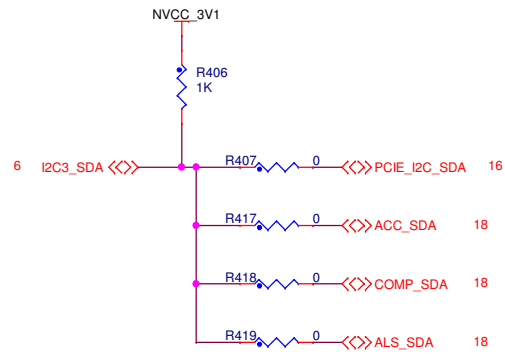 NVCC_3V1
R406
1K
6 I2C3_SDA R407 0 PCIE_I2C_SDA 16
R417 0 ACC_SDA 18
R418 0 COMP_SDA 18
R419 0 ALS_SDA 18